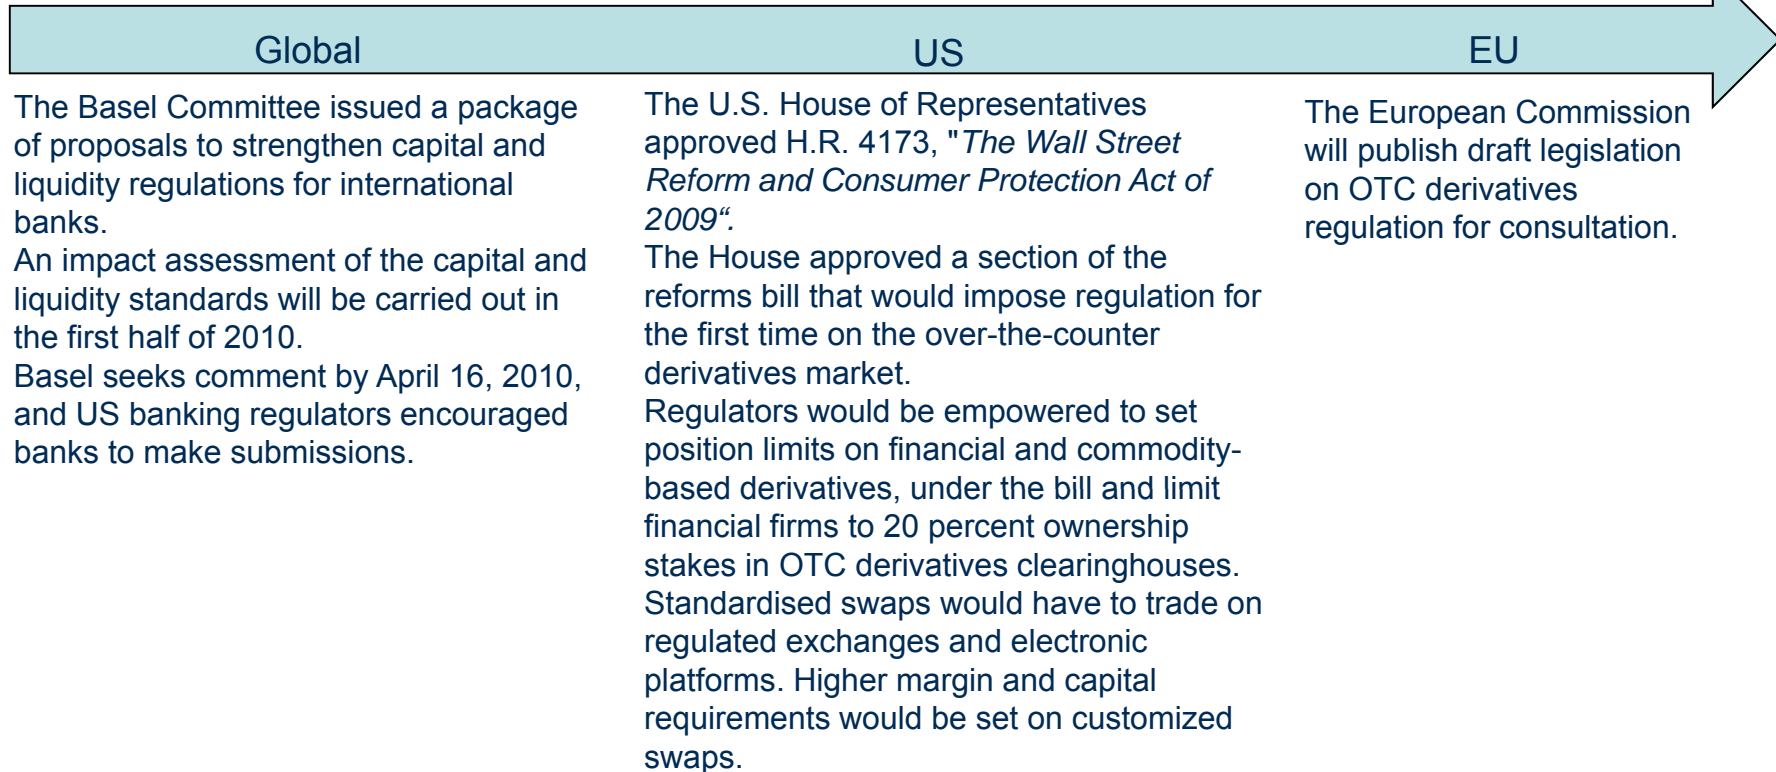 Global
US
EU
The Basel Committee issued a package
of proposals to strengthen capital and
liquidity regulations for international
banks.
An impact assessment of the capital and
liquidity standards will be carried out in
the first half of 2010.
Basel seeks comment by April 16, 2010,
and US banking regulators encouraged
banks to make submissions.
The U.S. House of Representatives
approved H.R. 4173, "The Wall Street
Reform and Consumer Protection Act of
2009“.
The House approved a section of the
reforms bill that would impose regulation for
the first time on the over-the-counter
derivatives market.
Regulators would be empowered to set
position limits on financial and commodity-
based derivatives, under the bill and limit
financial firms to 20 percent ownership
stakes in OTC derivatives clearinghouses.
Standardised swaps would have to trade on
regulated exchanges and electronic
platforms. Higher margin and capital
requirements would be set on customized
swaps.
The European Commission
will publish draft legislation
on OTC derivatives
regulation for consultation.